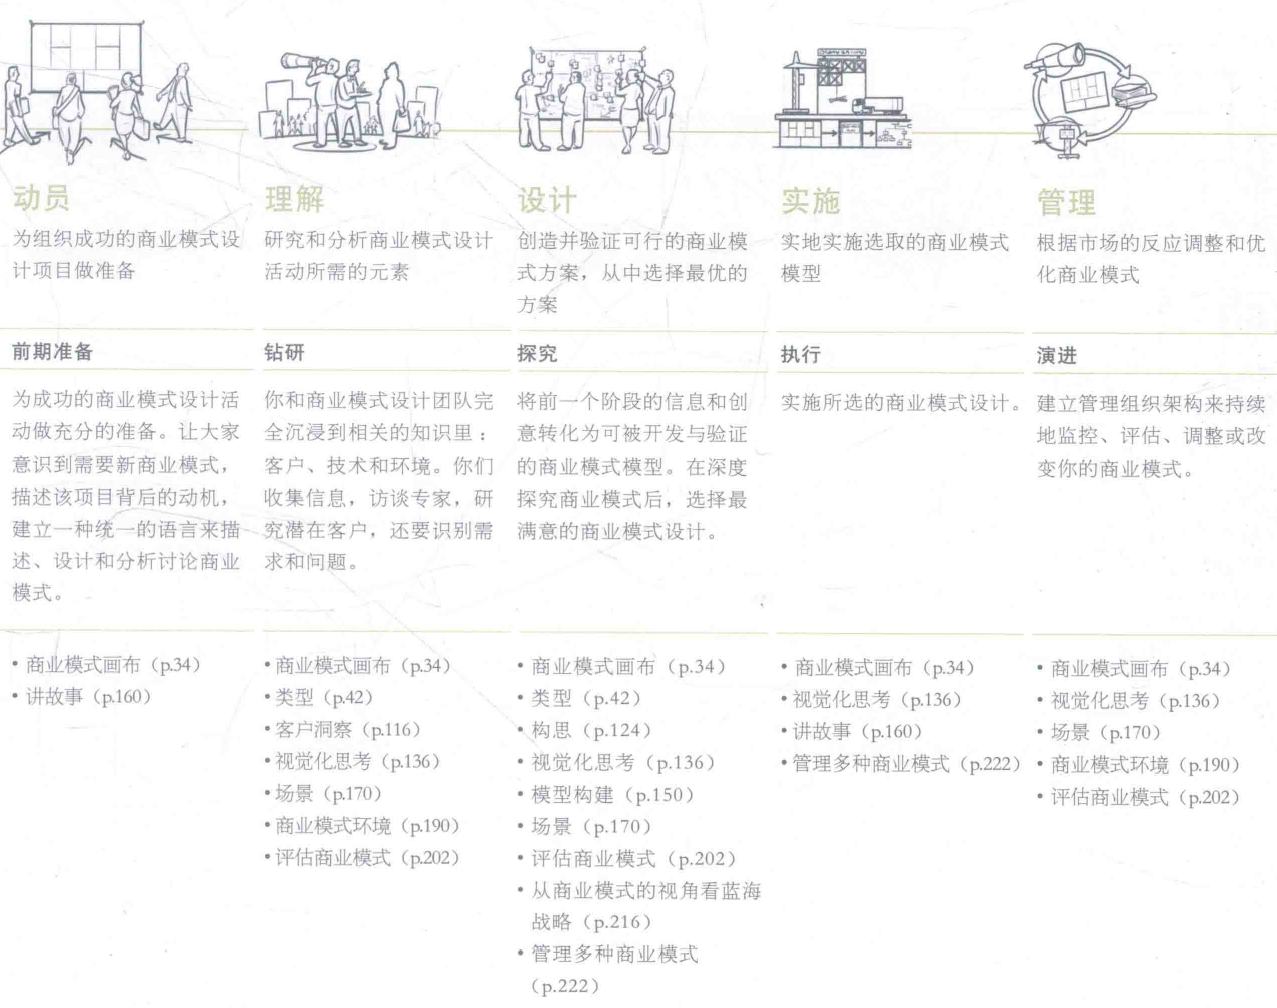 动员
为组织成功的商业模式设
计项目做准备
前期准备
为成功的商业模式设计活
动做充分的准备。让大家
意识到需要新商业模式，
描述该项目背后的动机，
建立一种统一的语言来描
述、设计和分析讨论商业
模式。
• 商业模式画布（p.34）
• 讲故事（p.160）
理解
研究和分析商业模式设计
活动所需的元素
钻研
你和商业模式设计团队完
全沉浸到相关的知识里：
客户、技术和环境。你们
收集信息，访谈专家，研
究潜在客户，还要识别需
求和问题。
• 商业模式画布（p.34）
• 类型（p.42）
• 客户洞察（p.116）
• 视觉化思考（p.136）
• 场景（p.170）
• 商业模式环境（p.190）
• 评估商业模式（p.202）
设计
创造并验证可行的商业模
式方案，从中选择最优的
方案
探究
将前一个阶段的信息和创
意转化为可被开发与验证
的商业模式模型。在深度
探究商业模式后，选择最
满意的商业模式设计。
• 商业模式画布（p.34）
• 类型（p.42）
• 构思（p.124）
• 视觉化思考（p.136）
• 模型构建（p.150）
• 场景（p.170）
• 评估商业模式（p.202）
• 从商业模式的视角看蓝海
战略（p.216）
• 管理多种商业模式
（p.222）
实施
实地实施选取的商业模式
模型
执行
实施所选的商业模式设计。
• 商业模式画布（p.34）
• 视觉化思考（p.136）
• 讲故事（p.160）
• 管理多种商业模式（p.222）
管理
根据市场的反应调整和优
化商业模式
演进
建立管理组织架构来持续
地监控、评估、调整或改
变你的商业模式。
• 商业模式画布（p.34）
• 视觉化思考（p.136）
• 场景（p.170）
• 商业模式环境（p.190）
• 评估商业模式（p.202）